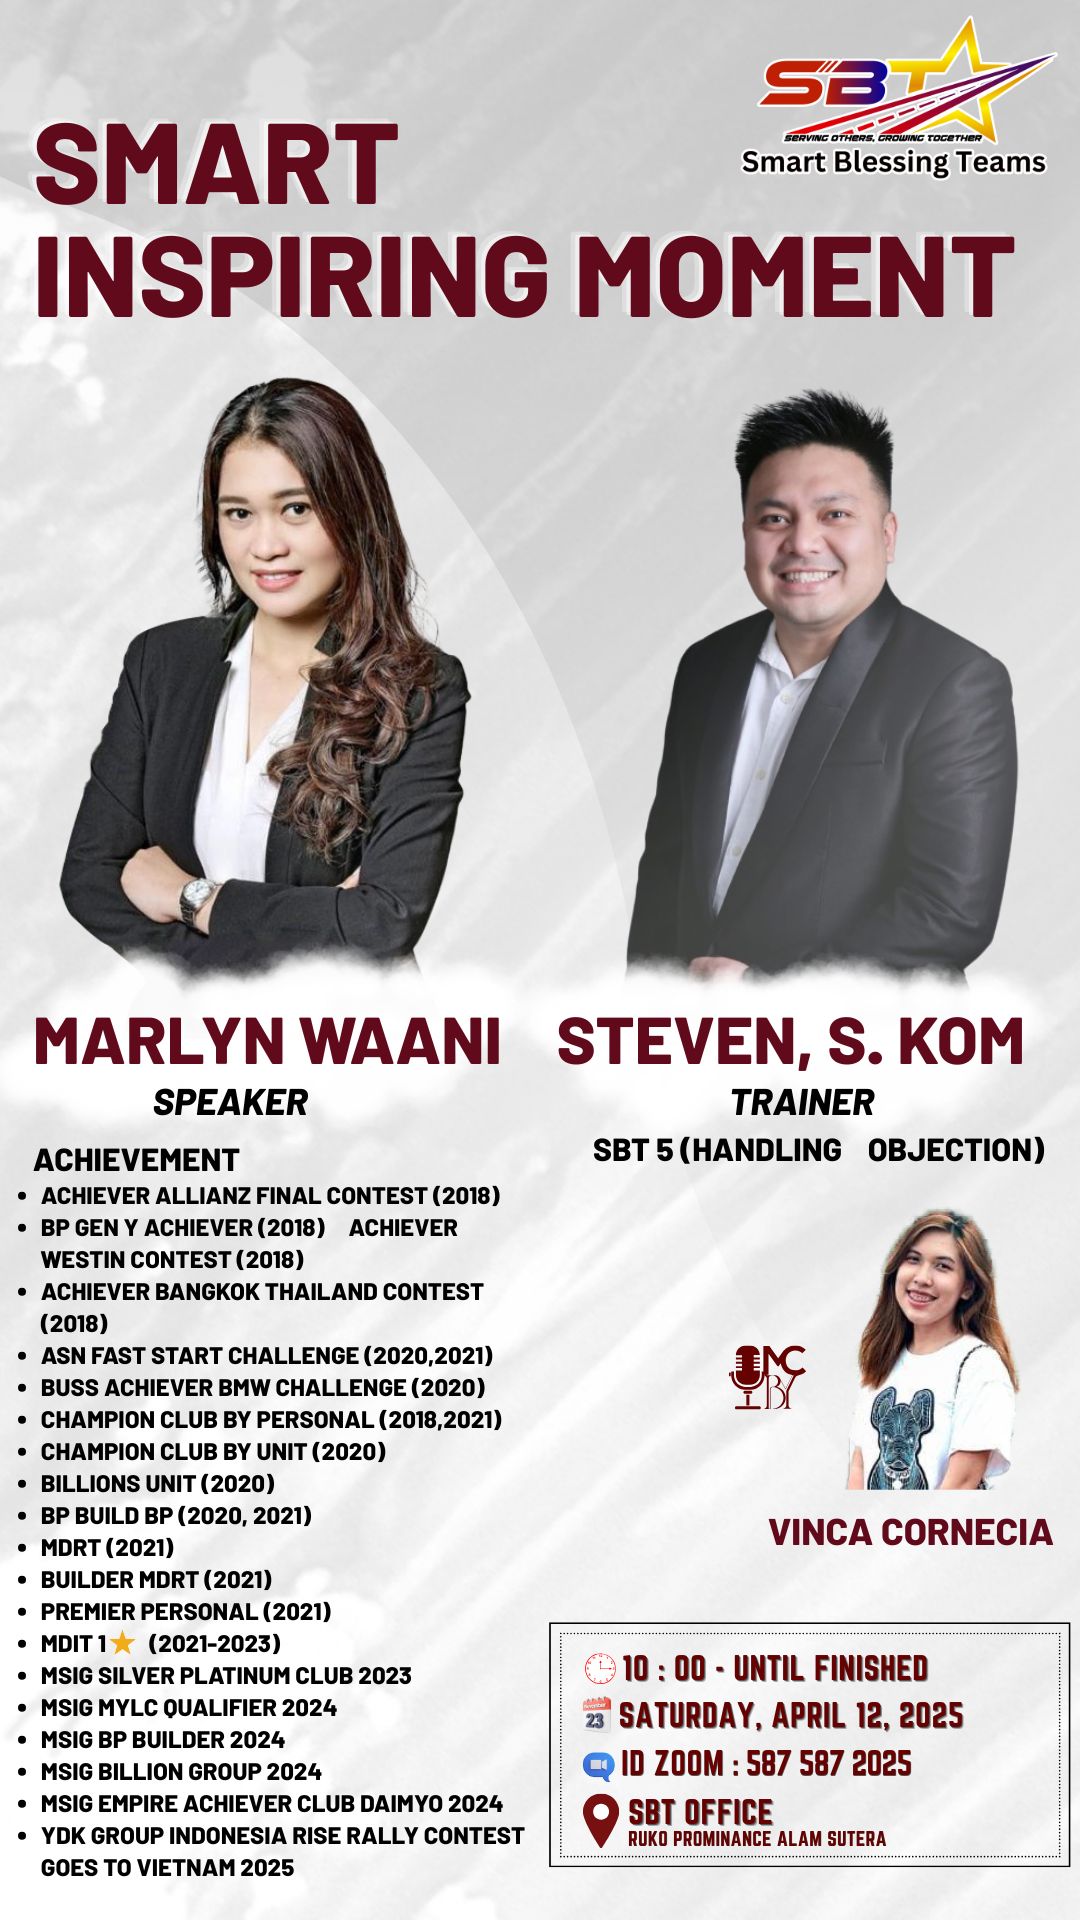 SBT
SERVING OTHERS, GROWING TOGETHER
Smart Blessing Teams
SMART
INSPIRING MOMENT
MARLYN WAANI
SPEAKER
ACHIEVEMENT
• ACHIEVER ALLIANZ FINAL CONTEST (2018)
• BP GEN Y ACHIEVER (2018) ACHIEVER
WESTIN CONTEST (2018)
• ACHIEVER BANGKOK THAILAND CONTEST
(2018)
• ASN FAST START CHALLENGE (2020,2021)
• BUSS ACHIEVER BMW CHALLENGE (2020)
• CHAMPION CLUB BY PERSONAL (2018,2021)
• CHAMPION CLUB BY UNIT (2020)
• BILLIONS UNIT (2020)
• BP BUILD BP (2020, 2021)
• MDRT (2021)
• BUILDER MDRT (2021)
• PREMIER PERSONAL (2021)
• MDIT 1⭐ (2021-2023)
• MSIG SILVER PLATINUM CLUB 2023
• MSIG MYLC QUALIFIER 2024
• MSIG BP BUILDER 2024
• MSIG BILLION GROUP 2024
• MSIG EMPIRE ACHIEVER CLUB DAIMYO 2024
• YDK GROUP INDONESIA RISE RALLY CONTEST
GOES TO VIETNAM 2025
STEVEN, S. KOM
TRAINER
SBT 5 (HANDLING OBJECTION)
MC
BY
VINCA CORNECIA
10 : 00 - UNTIL FINISHED
23
SATURDAY, APRIL 12, 2025
ID ZOOM : 587 587 2025
SBT OFFICE
RUKO PROMINANCE ALAM SUTERA